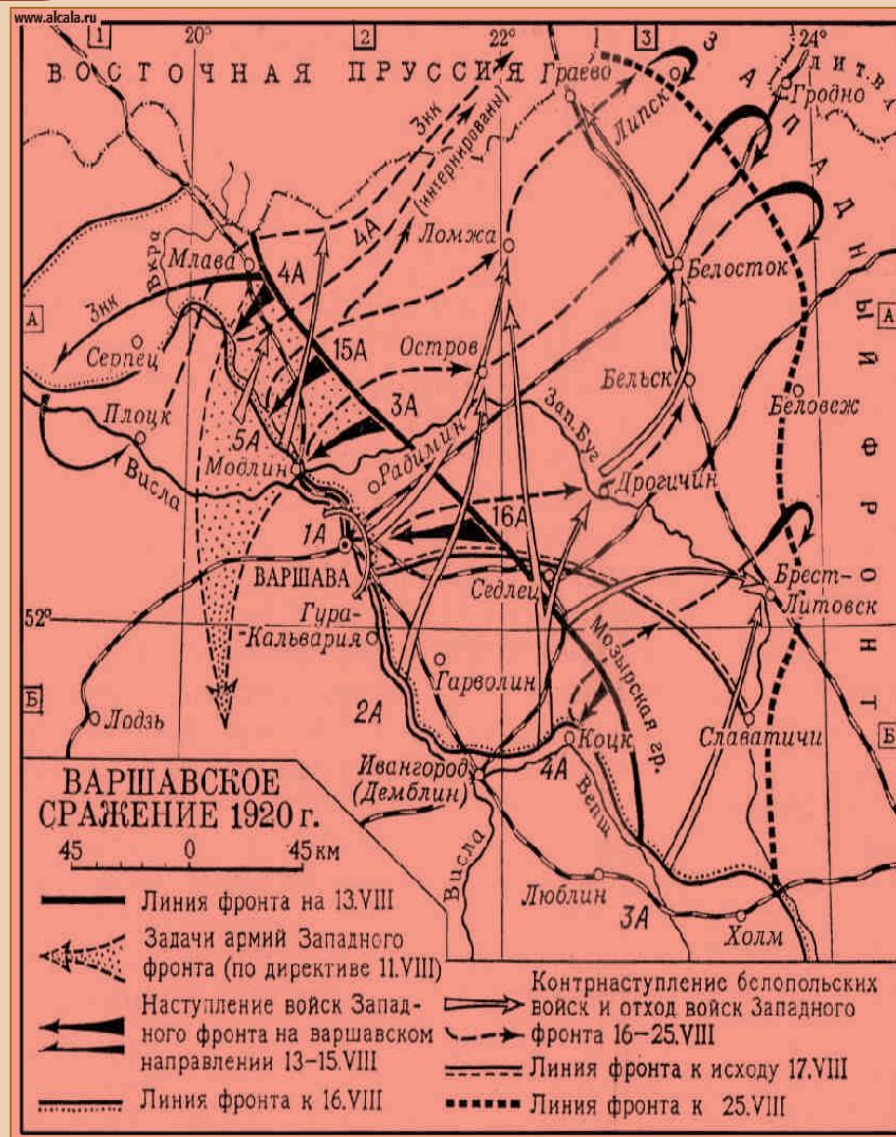 www.alcala.ru
1
20°
2
22°
3
24°
ВОСТОЧНАЯ ПРУССИЯ
ЛИТВА
ЗАПАДНЫЙ ФРОНТ
Граево
Липск
Гродно
3кк
(интернированы)
4А
Ломжа
Млава
Вкра
4А
Белосток
3кк
А
А
Серпец
15А
Остров
Бельск
Плоцк
3А
Беловеж
5А
Зап.Буг
Модлин
Радимин
Висла
Дрогичин
16А
1А
ВАРШАВА
Седлец
Брест-
Литовск
52°
Гура-
Кальвария
Мозырская гр.
Гарволин
Б
2А
Лодзь
Славатичи
Б
Коцк
Ивангород
(Демблин)
4А
Вепш
Висла
Люблин
3А
Холм
ВАРШАВСКОЕ
СРАЖЕНИЕ 1920 г.
45 0 45 км
Линия фронта на 13.VIII
Задачи армий Западного
фронта (по директиве 11.VIII)
Наступление войск Запад-
ного фронта на варшавском
направлении 13-15.VIII
Линия фронта к 16.VIII
Контрнаступление белопольских
войск и отход войск Западного
фронта 16-25.VIII
Линия фронта к исходу 17.VIII
Линия фронта к 25.VIII